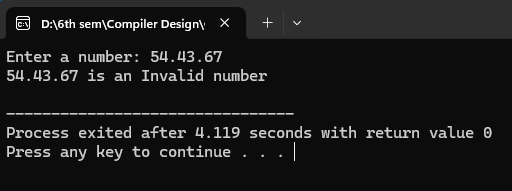 D:\6th sem\Compiler Design\
Enter a number: 54.43.67
54.43.67 is an Invalid number
--------------------------------
Process exited after 4.119 seconds with return value 0
Press any key to continue . . .